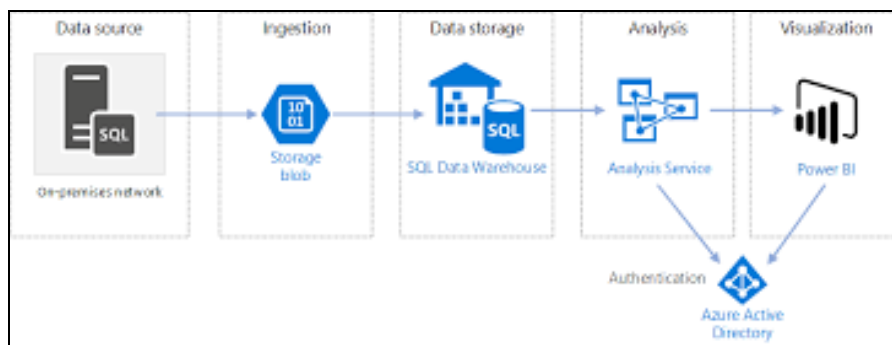 Data source
Ingestion
Data storage
Analysis
Visualization
SQL
10
01
SQL
On-premises network
Storage
blob
SQL Data Warehouse
Analysis Service
Power BI
Authentication
Azure Active
Directory